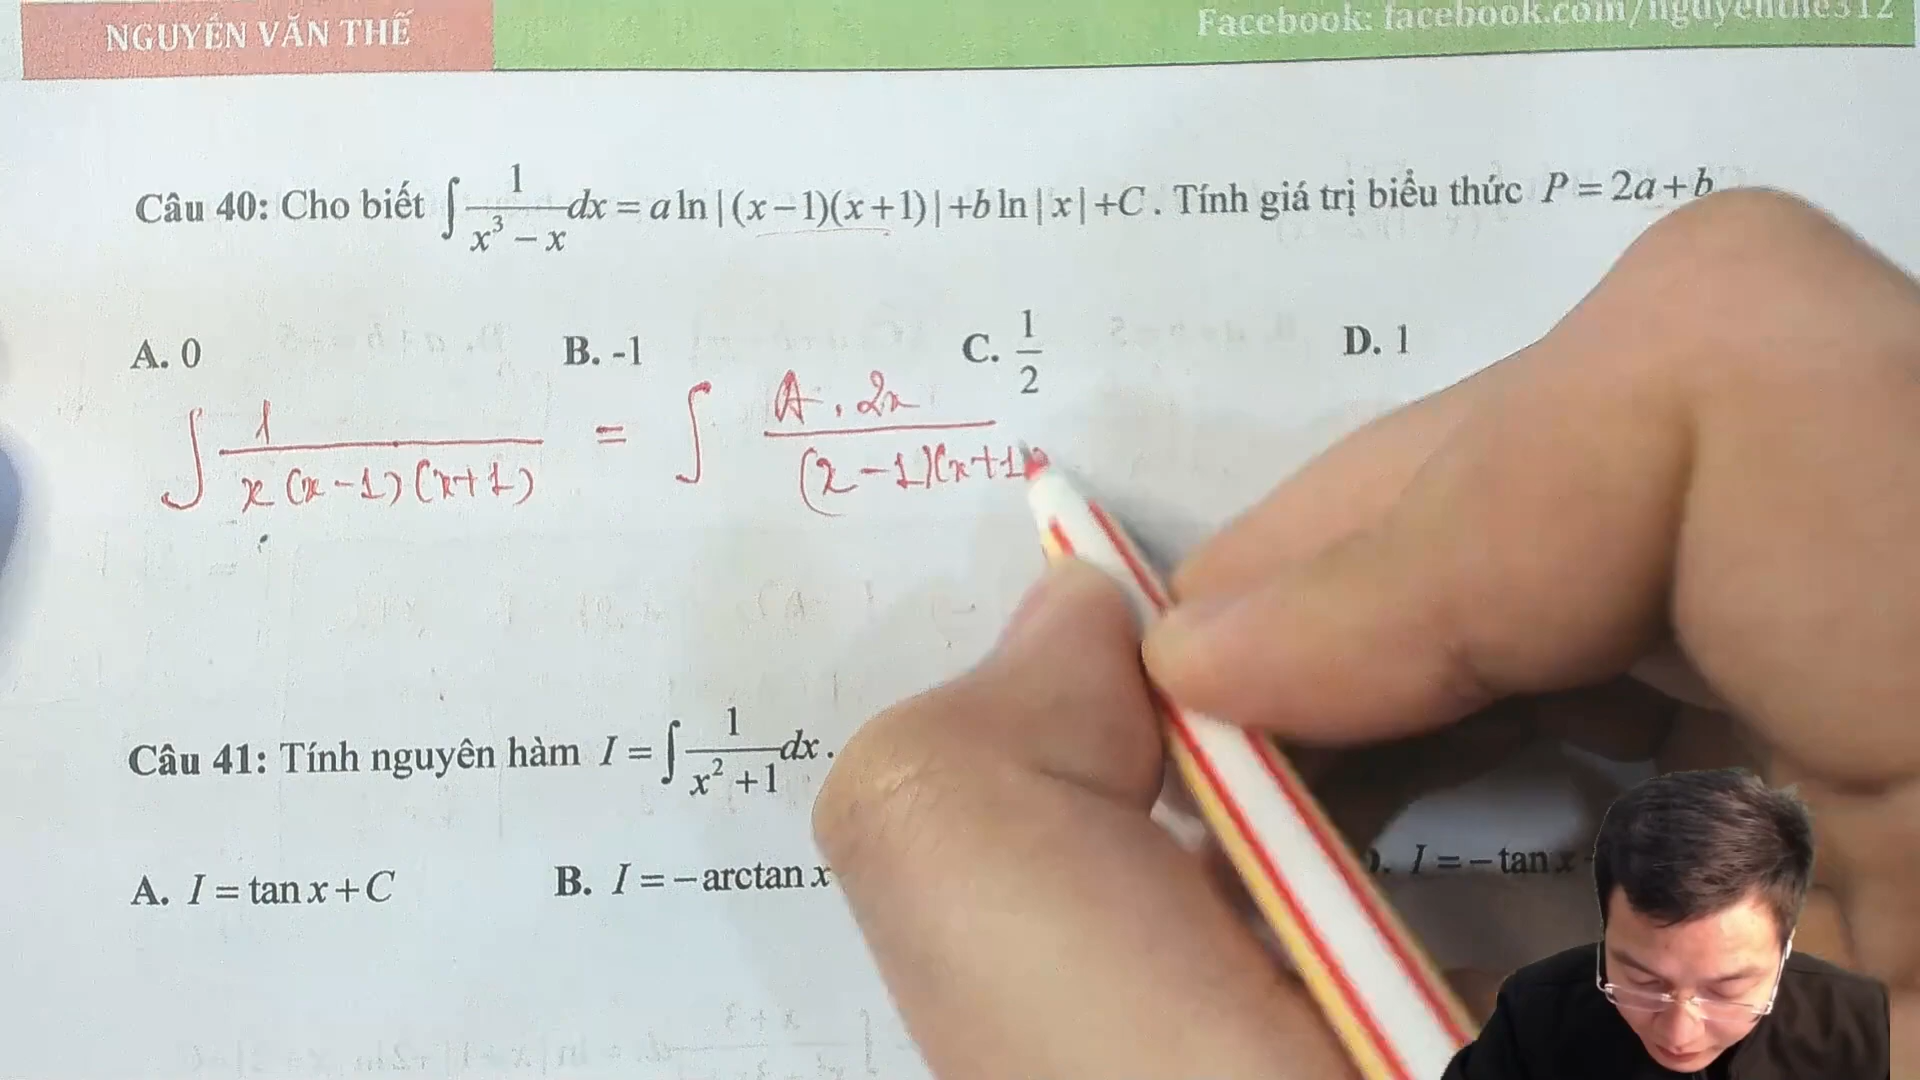 NGUYỄN VĂN THẾ
Facebook: facebook.com/nguyenthe312
Câu 40: Cho biết ∫ 1/(x³ − x) dx = a ln|(x−1)(x+1)| + b ln|x| + C. Tính giá trị biểu thức P = 2a + b
A. 0 B. -1 C. 1/2 D. 1
∫ 1/(x(x−1)(x+1)) = ∫ A.2x/((x−1)(x+1))
Câu 41: Tính nguyên hàm I = ∫ 1/(x² + 1) dx.
A. I = tan x + C B. I = −arctan x I = −tan x